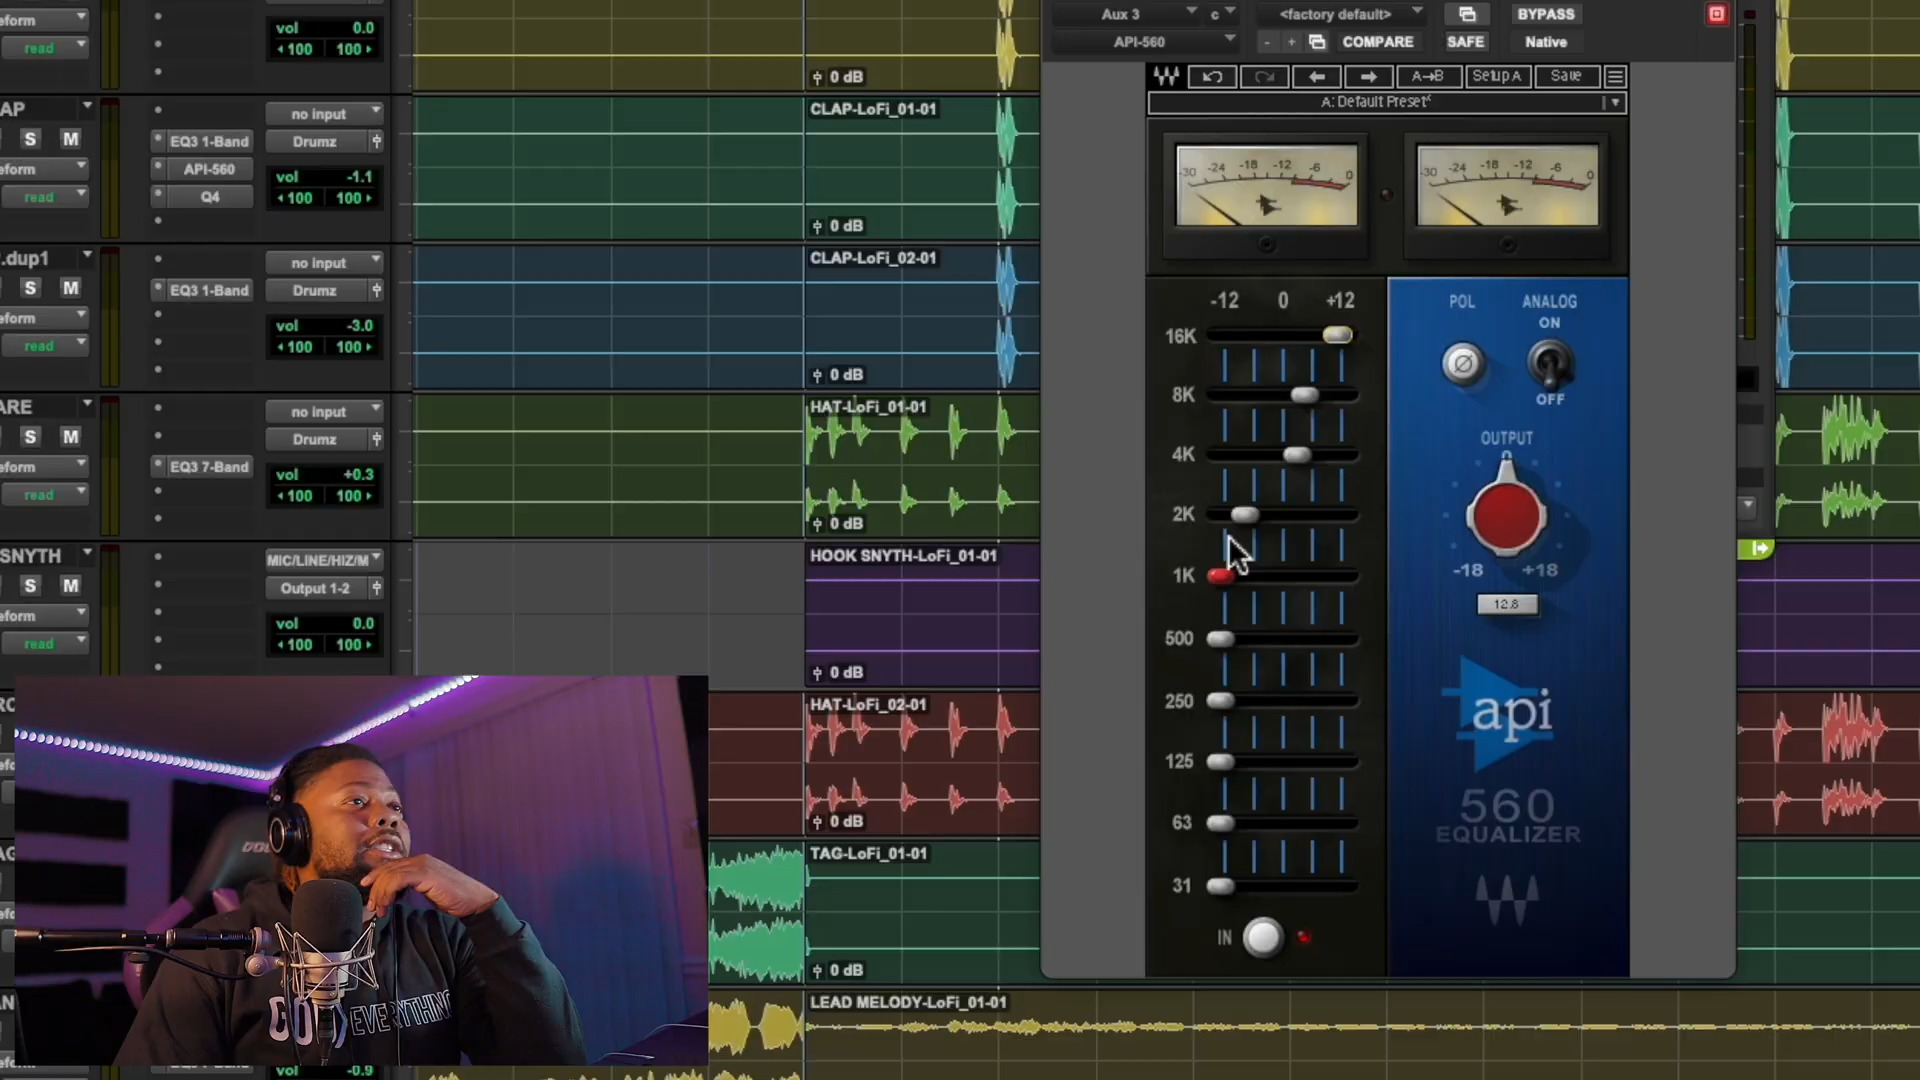 eform
vol 0.0
read
100 100
0 dB
AP
no input
CLAP-LoFi_01-01
S M
EQ3 1-Band
Drumz
eform
API-560
vol -1.1
read
Q4
100 100
0 dB
.dup1
no input
CLAP-LoFi_02-01
S M
EQ3 1-Band
Drumz
eform
vol -3.0
read
100 100
0 dB
ARE
no input
HAT-LoFi_01-01
S M
Drumz
eform
EQ3 7-Band
vol +0.3
read
100 100
0 dB
SNYTH
MIC/LINE/HIZ/M
HOOK SNYTH-LoFi_01-01
S M
Output 1-2
eform
vol 0.0
read
100 100
0 dB
HAT-LoFi_02-01
0 dB
TAG-LoFi_01-01
0 dB
LEAD MELODY-LoFi_01-01
vol -0.9
GOD EVERYTHING
Aux 3 c <factory default> BYPASS
API-560 - + COMPARE SAFE Native
A→B Setup A Save
A: Default Preset*
-30 -24 -18 -12 -6 0
-30 -24 -18 -12 -6 0
-12 0 +12
16K
8K
4K
2K
1K
500
250
125
63
31
IN
POL ANALOG
ON
OFF
OUTPUT
0
-18 +18
12.8
api
560
EQUALIZER